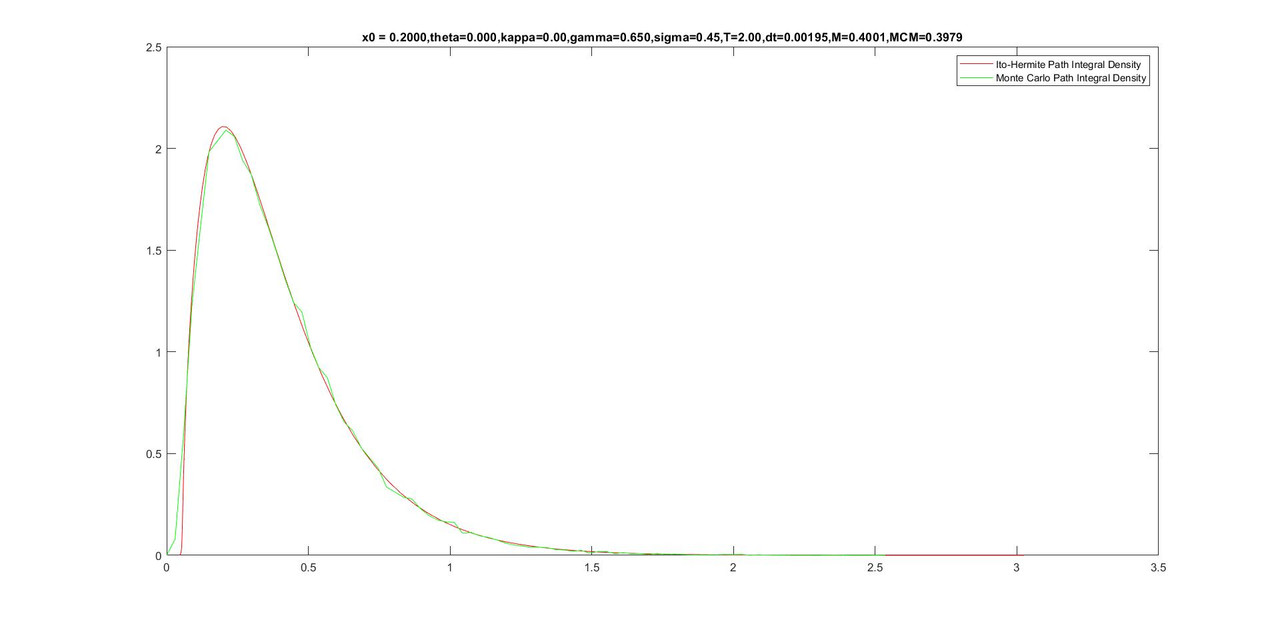 x0 = 0.2000,theta=0.000,kappa=0.00,gamma=0.650,sigma=0.45,T=2.00,dt=0.00195,M=0.4001,MCM=0.3979
Ito-Hermite Path Integral Density
Monte Carlo Path Integral Density
2.5
2
1.5
1
0.5
0
0 0.5 1 1.5 2 2.5 3 3.5